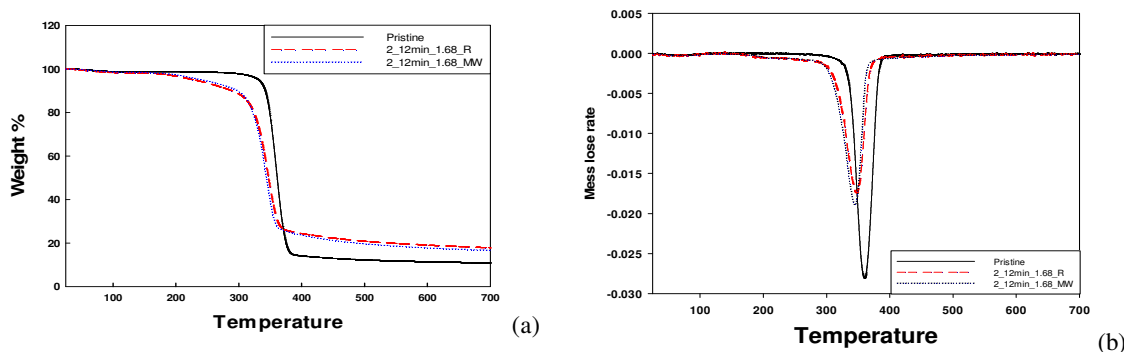 120
100
80
60
40
20
0
Weight %
100 200 300 400 500 600 700
Temperature
Pristine
2_12min_1.68_R
2_12min_1.68_MW
(a)
0.005
0.000
-0.005
-0.010
-0.015
-0.020
-0.025
-0.030
Mess lose rate
100 200 300 400 500 600 700
Temperature
Pristine
2_12min_1.68_R
2_12min_1.68_MW
(b)